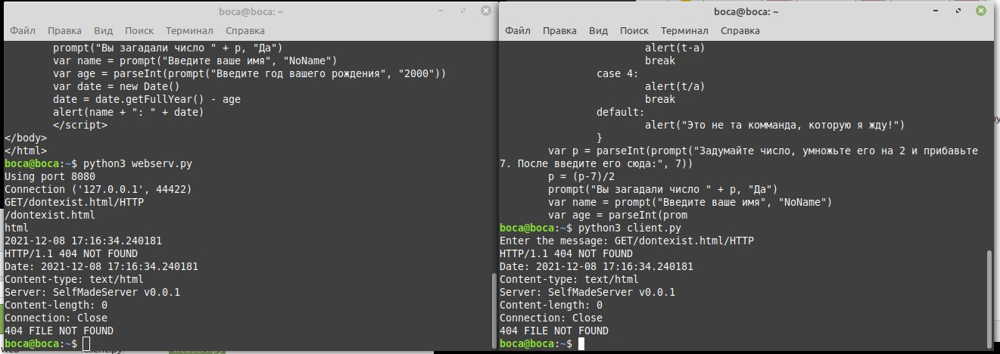 boca@boca: ~
Файл Правка Вид Поиск Терминал Справка
prompt("Вы загадали число " + p, "Да")
var name = prompt("Введите ваше имя", "NoName")
var age = parseInt(prompt("Введите год вашего рождения", "2000"))
var date = new Date()
date = date.getFullYear() - age
alert(name + ": " + date)
</script>
</body>
</html>
boca@boca:~$ python3 webserv.py
Using port 8080
Connection ('127.0.0.1', 44422)
GET/dontexist.html/HTTP
/dontexist.html
html
2021-12-08 17:16:34.240181
HTTP/1.1 404 NOT FOUND
Date: 2021-12-08 17:16:34.240181
Content-type: text/html
Server: SelfMadeServer v0.0.1
Content-length: 0
Connection: Close
404 FILE NOT FOUND
boca@boca:~$
boca@boca: ~
Файл Правка Вид Поиск Терминал Справка
alert(t-a)
break
case 4:
alert(t/a)
break
default:
alert("Это не та комманда, которую я жду!")
}
var p = parseInt(prompt("Задумайте число, умножьте его на 2 и прибавьте
7. После введите его сюда:", 7))
p = (p-7)/2
prompt("Вы загадали число " + p, "Да")
var name = prompt("Введите ваше имя", "NoName")
var age = parseInt(prom
boca@boca:~$ python3 client.py
Enter the message: GET/dontexist.html/HTTP
HTTP/1.1 404 NOT FOUND
Date: 2021-12-08 17:16:34.240181
Content-type: text/html
Server: SelfMadeServer v0.0.1
Content-length: 0
Connection: Close
404 FILE NOT FOUND
boca@boca:~$